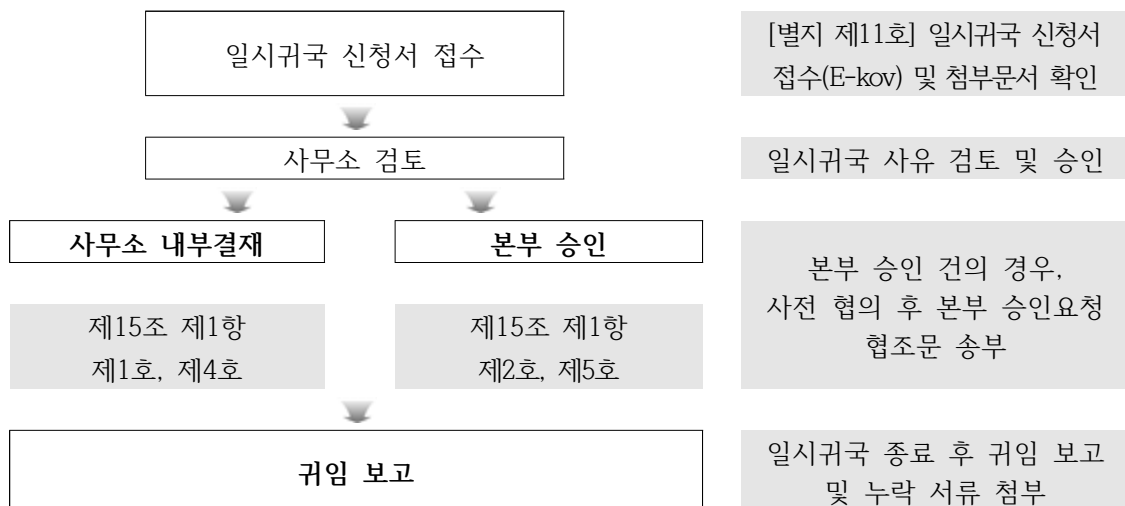 일시귀국 신청서 접수
[별지 제11호] 일시귀국 신청서
접수(E-kov) 및 첨부문서 확인
사무소 검토
일시귀국 사유 검토 및 승인
사무소 내부결재
본부 승인
제15조 제1항
제1호, 제4호
제15조 제1항
제2호, 제5호
본부 승인 건의 경우,
사전 협의 후 본부 승인요청
협조문 송부
귀임 보고
일시귀국 종료 후 귀임 보고
및 누락 서류 첨부